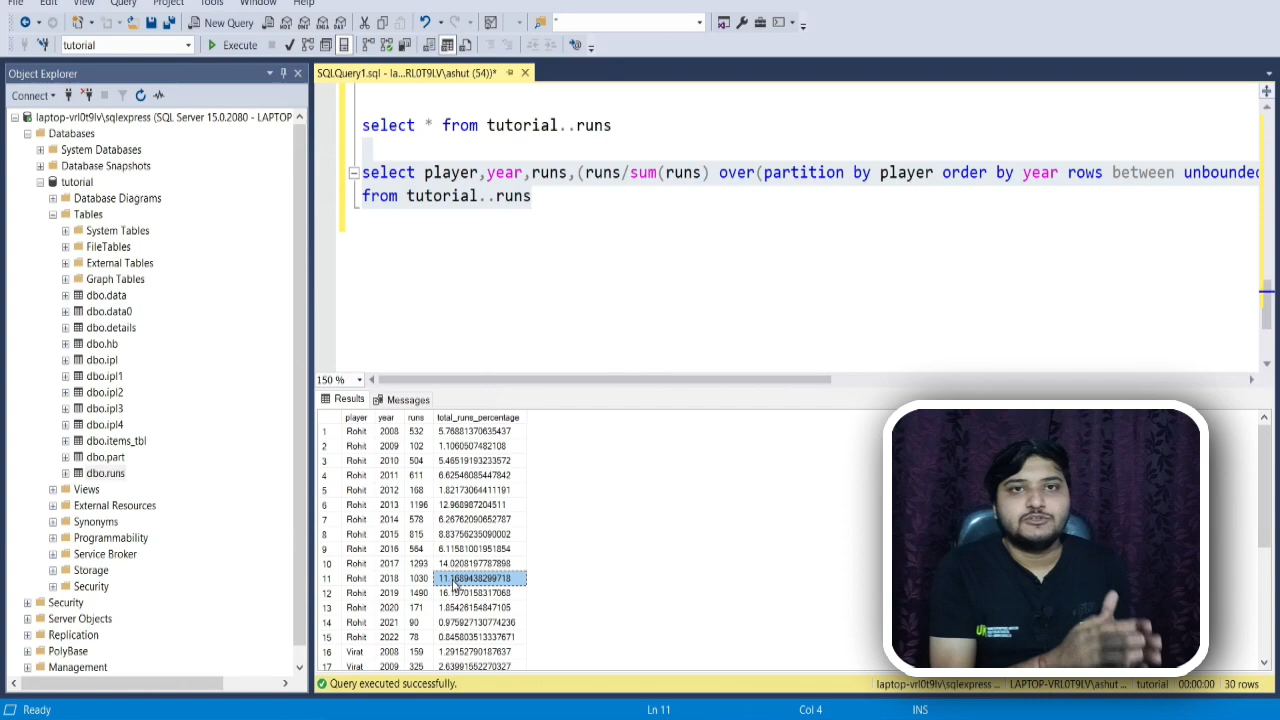 File Edit View Query Project Tools Window Help
New Query
tutorial Execute
Object Explorer
SQLQuery1.sql - la...RL0T9LV\ashut (54))*
Connect
laptop-vrl0t9lv\sqlexpress (SQL Server 15.0.2080 - LAPTOP
Databases
System Databases
Database Snapshots
tutorial
Database Diagrams
Tables
System Tables
FileTables
External Tables
Graph Tables
dbo.data
dbo.data0
dbo.details
dbo.hb
dbo.ipl
dbo.ipl1
dbo.ipl2
dbo.ipl3
dbo.ipl4
dbo.items_tbl
dbo.part
dbo.runs
Views
External Resources
Synonyms
Programmability
Service Broker
Storage
Security
Security
Server Objects
Replication
PolyBase
Management
select * from tutorial..runs
select player,year,runs,(runs/sum(runs) over(partition by player order by year rows between unbounded
from tutorial..runs
150 %
Results Messages
player year runs total_runs_percentage
1 Rohit 2008 532 5.76881370635437
2 Rohit 2009 102 1.1060507482108
3 Rohit 2010 504 5.46519193233572
4 Rohit 2011 611 6.62546085447842
5 Rohit 2012 168 1.82173064411191
6 Rohit 2013 1196 12.968987204511
7 Rohit 2014 578 6.26762090652787
8 Rohit 2015 815 8.83756235090002
9 Rohit 2016 564 6.11581001951854
10 Rohit 2017 1293 14.0208197787898
11 Rohit 2018 1030 11.1689438299718
12 Rohit 2019 1490
13 Rohit 2020 171 1.85426154847105
14 Rohit 2021 90 0.975927130774236
15 Rohit 2022 78 0.845803513337671
16 Virat 2008 159 1.29152790187637
17 Virat 2009 325 2.63991552270327
Query executed successfully.
laptop-vrl0t9lv\sqlexpress ... LAPTOP-VRL0T9LV\ashut ... tutorial 00:00:00 30 rows
Ready Ln 11 Col 4 INS